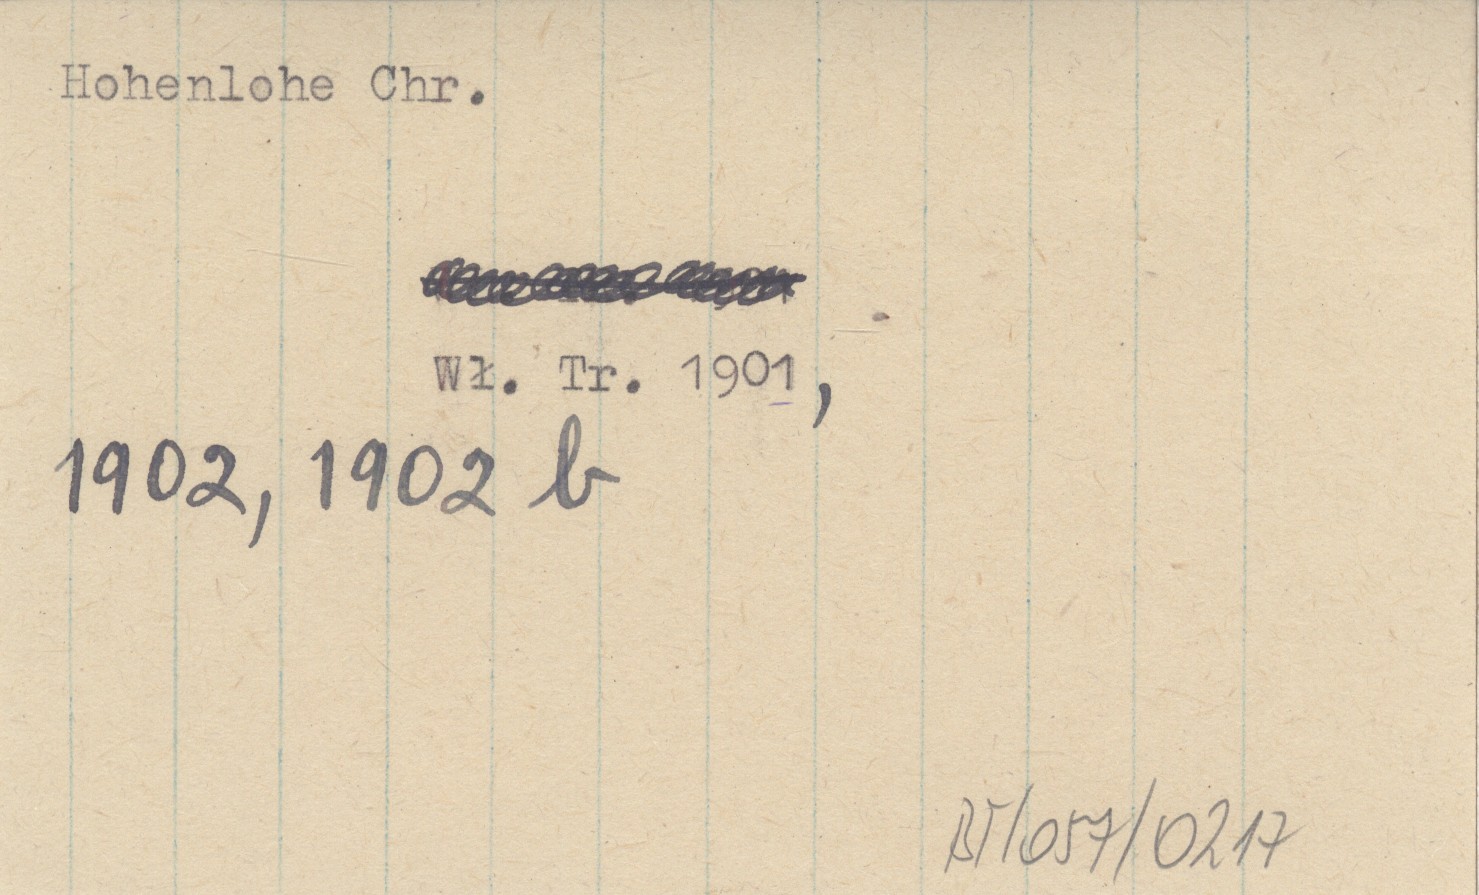 Hohenlohe Chr.
Wł. Tr. 1901,
1902, 1902 b
BT/057/0217